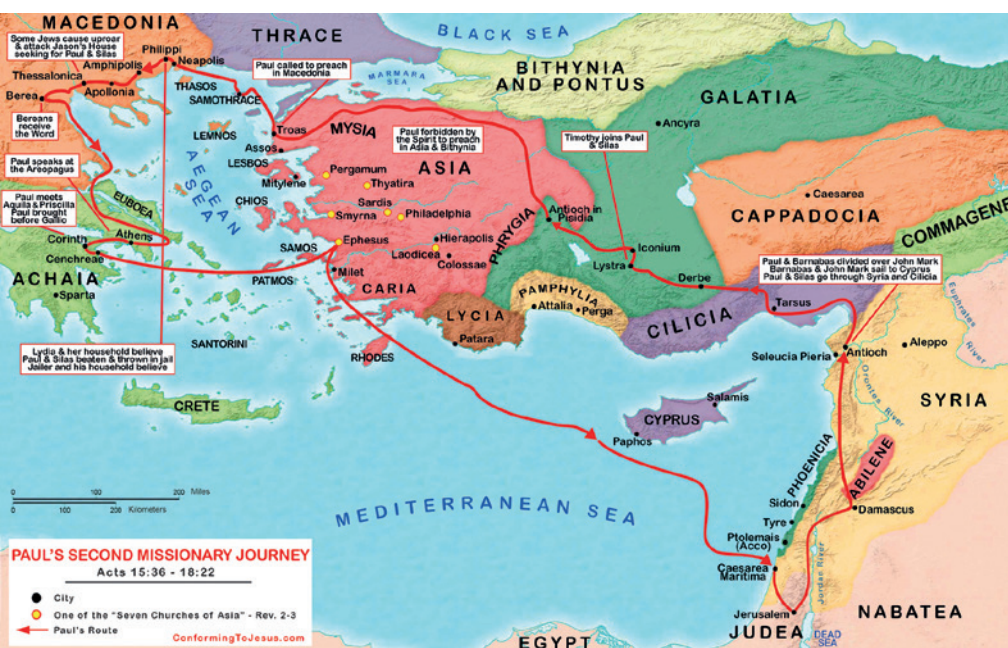 MACEDONIA
THRACE
BLACK SEA
Some Jews cause uproar
& attack Jason's House
seeking for Paul & Silas
Philippi
Neapolis
Amphipolis
Thessalonica
Apollonia
Berea
THASOS
SAMOTHRACE
Paul called to preach
in Macedonia
MARMARA
SEA
BITHYNIA
AND PONTUS
GALATIA
Ancyra
Bereans
receive
the Word
LEMNOS
Troas
MYSIA
Assos
LESBOS
Mitylene
Paul forbidden by
the Spirit to preach
in Asia & Bithynia
Timothy joins Paul
& Silas
ASIA
Paul speaks at
the Areopagus
AEGEAN
SEA
Pergamum
Thyatira
Sardis
Smyrna
Philadelphia
CHIOS
EUBOEA
Caesarea
CAPPADOCIA
COMMAGENE
Paul meets
Aquila & Priscilla
Paul brought
before Gallio
Corinth
Athens
Cenchreae
ACHAIA
Sparta
SAMOS
Ephesus
Hierapolis
Laodicea
Colossae
PHRYGIA
Antioch in
Pisidia
Iconium
Lystra
Derbe
Paul & Barnabas divided over John Mark
Barnabas & John Mark sail to Cyprus
Paul & Silas go through Syria and Cilicia
PATMOS
Milet
CARIA
PAMPHYLIA
Attalia
Perga
LYCIA
Patara
CILICIA
Tarsus
Euphrates
River
SANTORINI
RHODES
Lydia & her household believe
Paul & Silas beaten & thrown in jail
Jailer and his household believe
Seleucia Pieria
Antioch
Aleppo
Orontes River
SYRIA
CRETE
Salamis
CYPRUS
Paphos
PHOENICIA
ABILENE
Damascus
Sidon
Tyre
Ptolemais
(Acco)
Caesarea
Maritima
Jordan River
Jerusalem
JUDEA
DEAD
SEA
NABATEA
EGYPT
MEDITERRANEAN SEA
0 100 200 Miles
0 100 200 Kilometers
PAUL'S SECOND MISSIONARY JOURNEY
Acts 15:36 - 18:22
City
One of the "Seven Churches of Asia" - Rev. 2-3
Paul's Route
ConformingToJesus.com